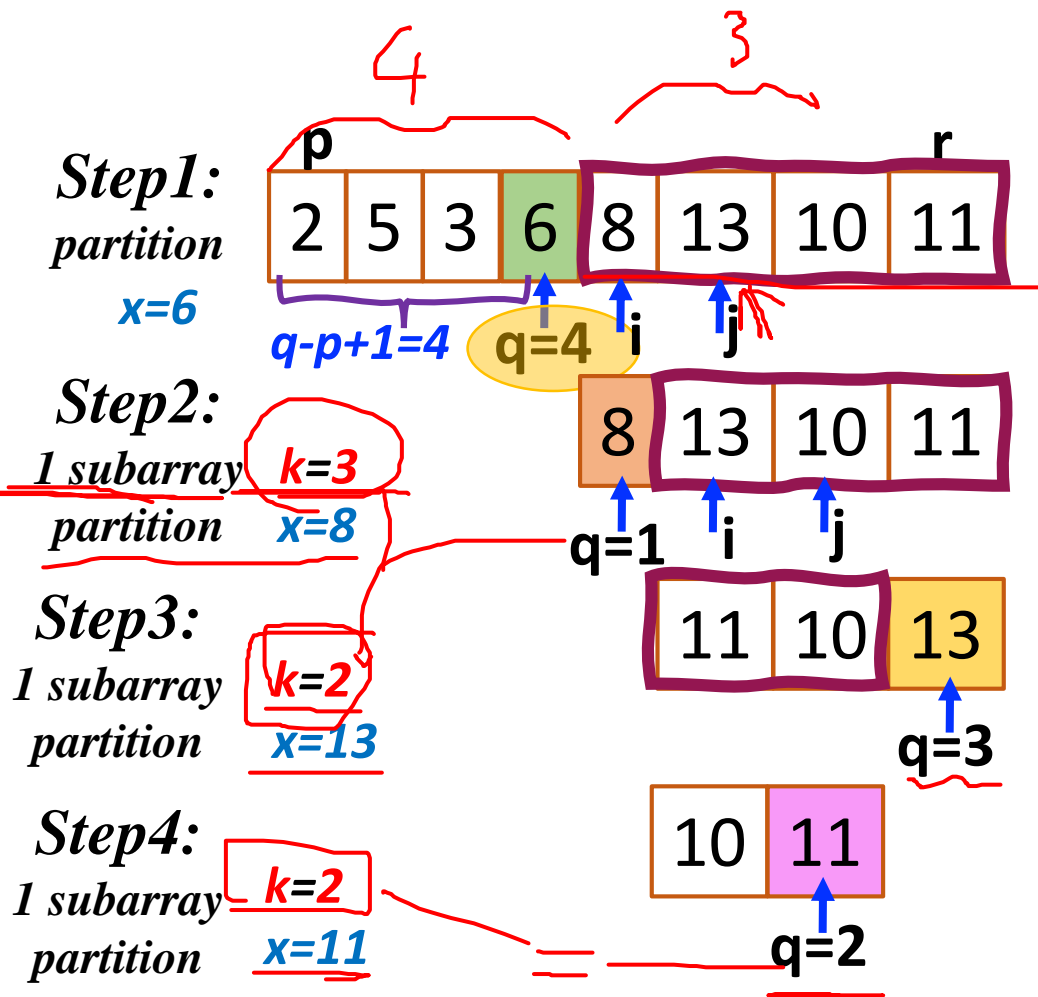 4 3
p r
Step1: 2 5 3 6 8 13 10 11
partition
x=6 q-p+1=4 q=4 i j
Step2: 8 13 10 11
1 subarray k=3
partition x=8 q=1 i j
Step3: 11 10 13
1 subarray k=2
partition x=13 q=3
Step4: 10 11
1 subarray k=2
partition x=11 q=2